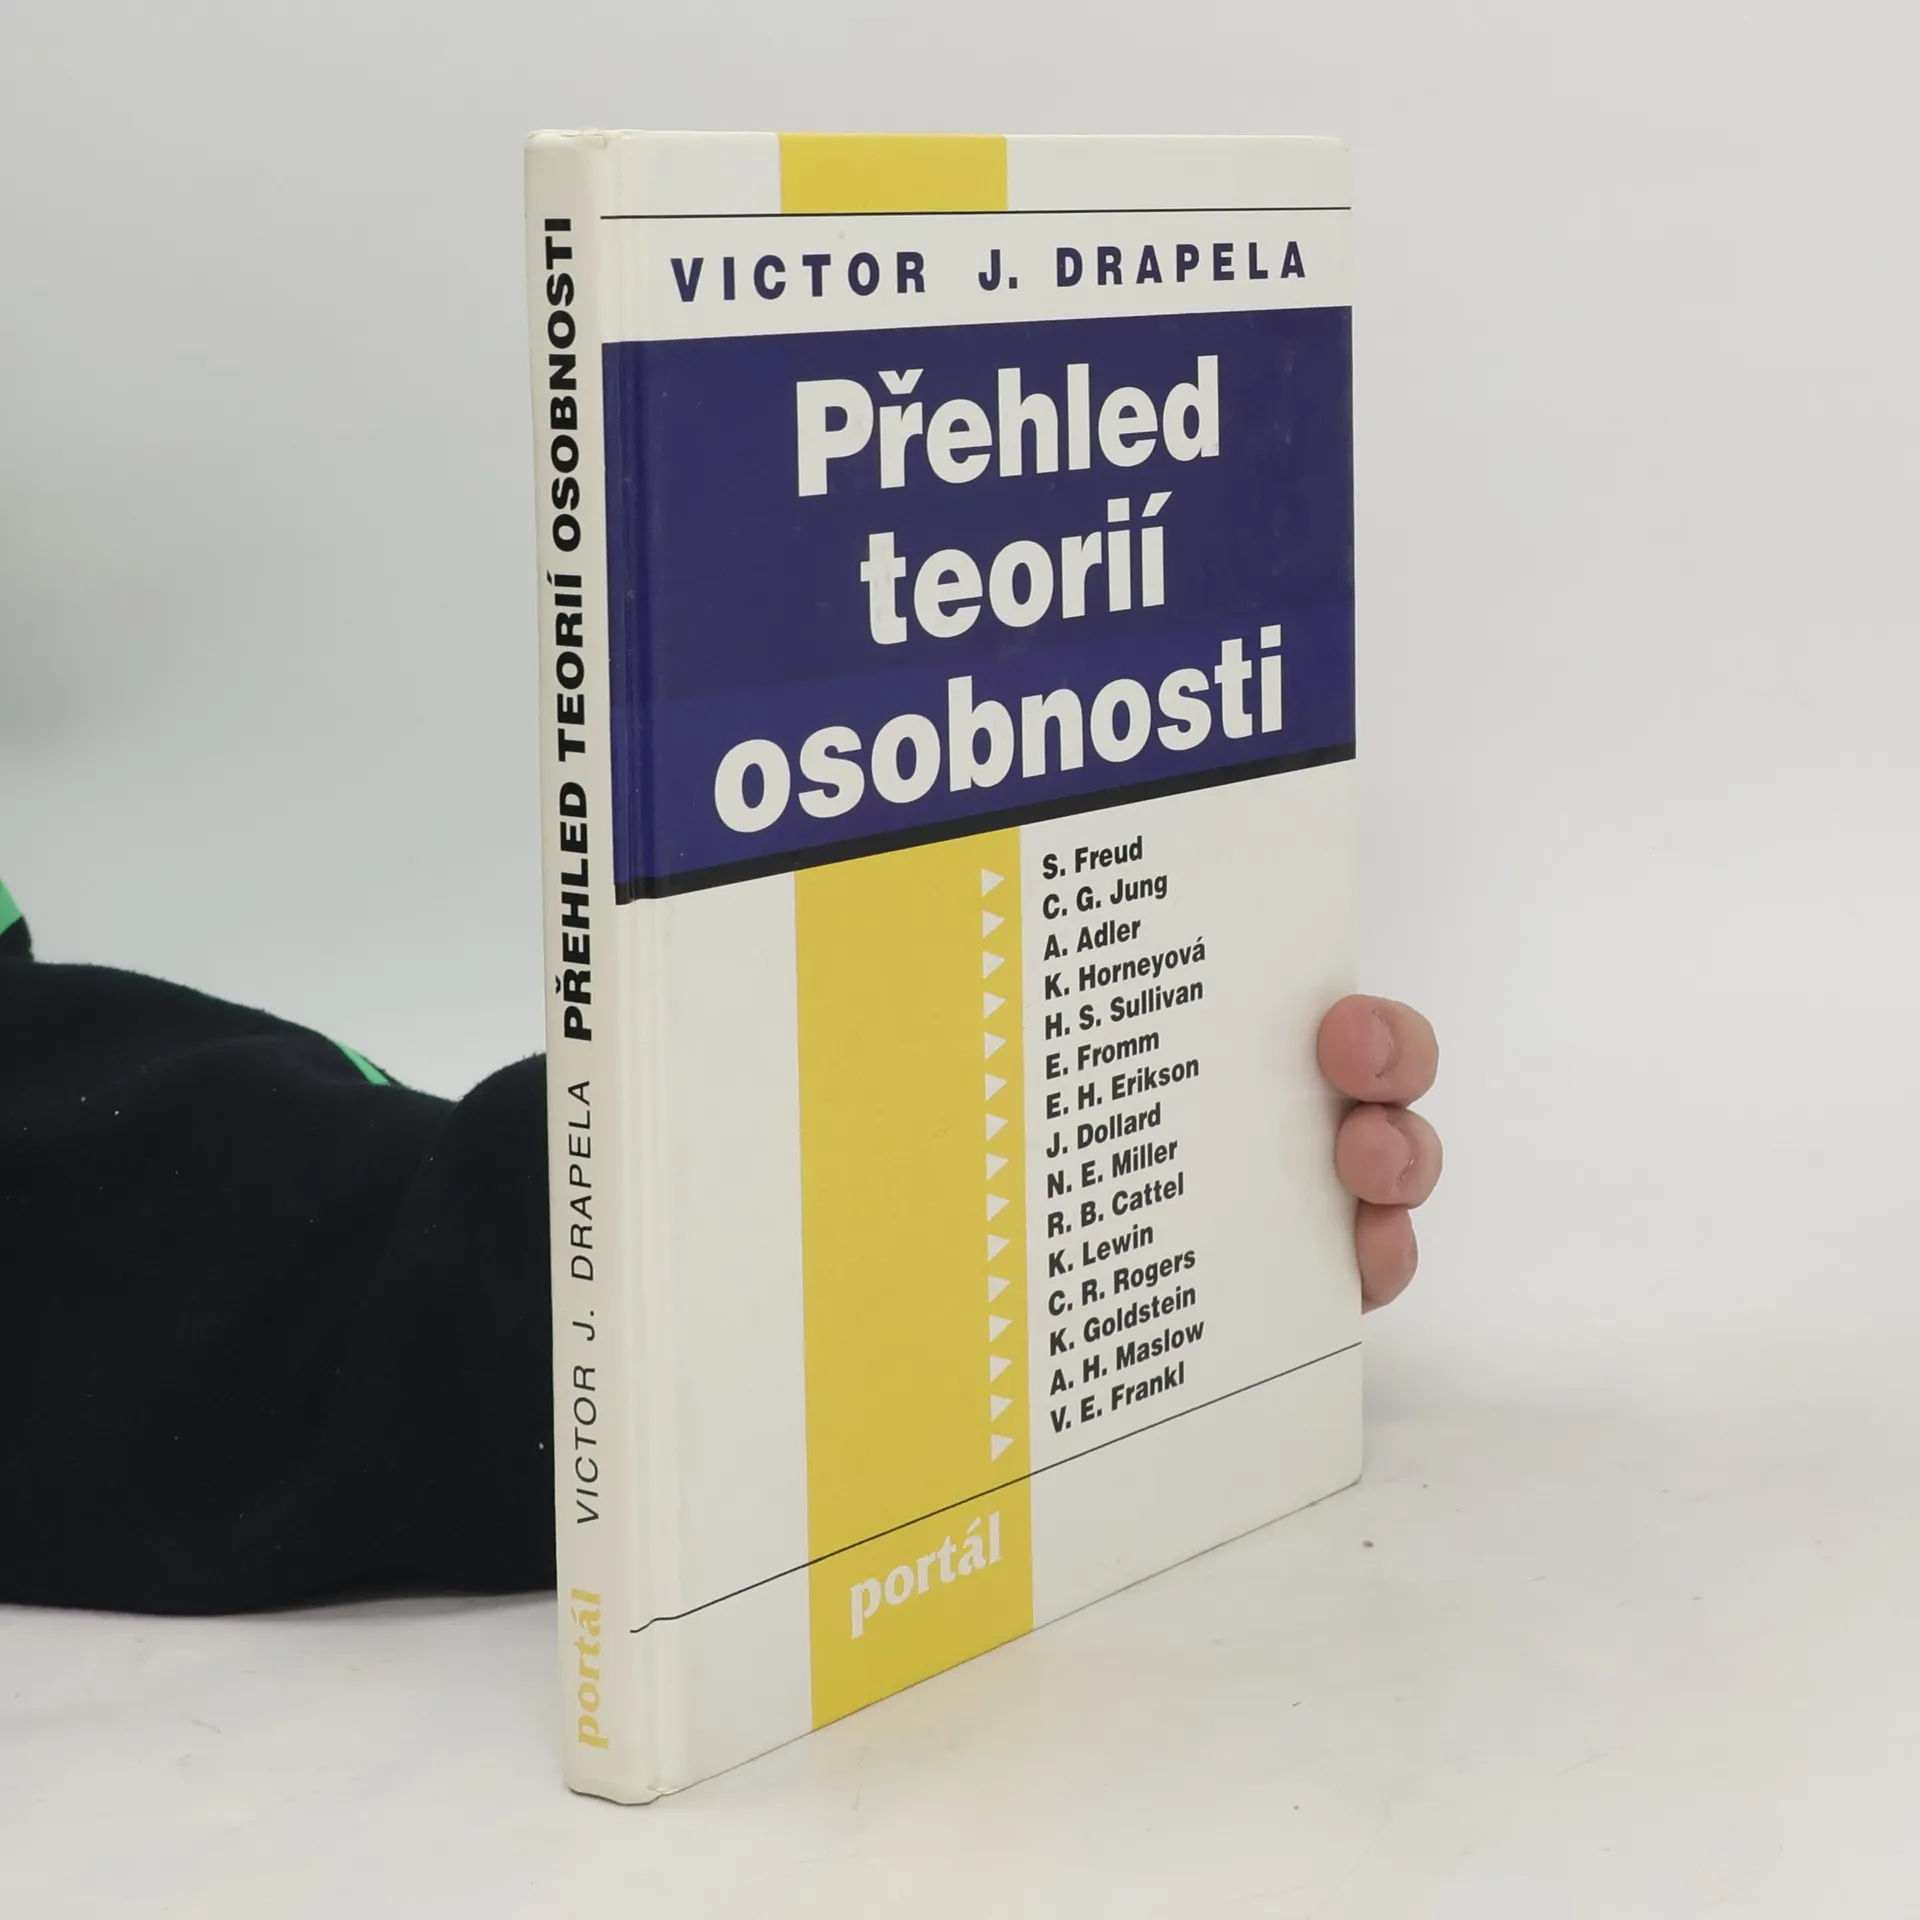 VICTOR J. DRAPELA
Přehled
teorií
osobnosti
S. Freud
C. G. Jung
A. Adler
K. Horneyová
H. S. Sullivan
E. Fromm
E. H. Erikson
J. Dollard
N. E. Miller
R. B. Cattel
K. Lewin
C. R. Rogers
K. Goldstein
A. H. Maslow
V. E. Frankl
portál
portál VICTOR J. DRAPELA PŘEHLED TEORIÍ OSOBNOSTI